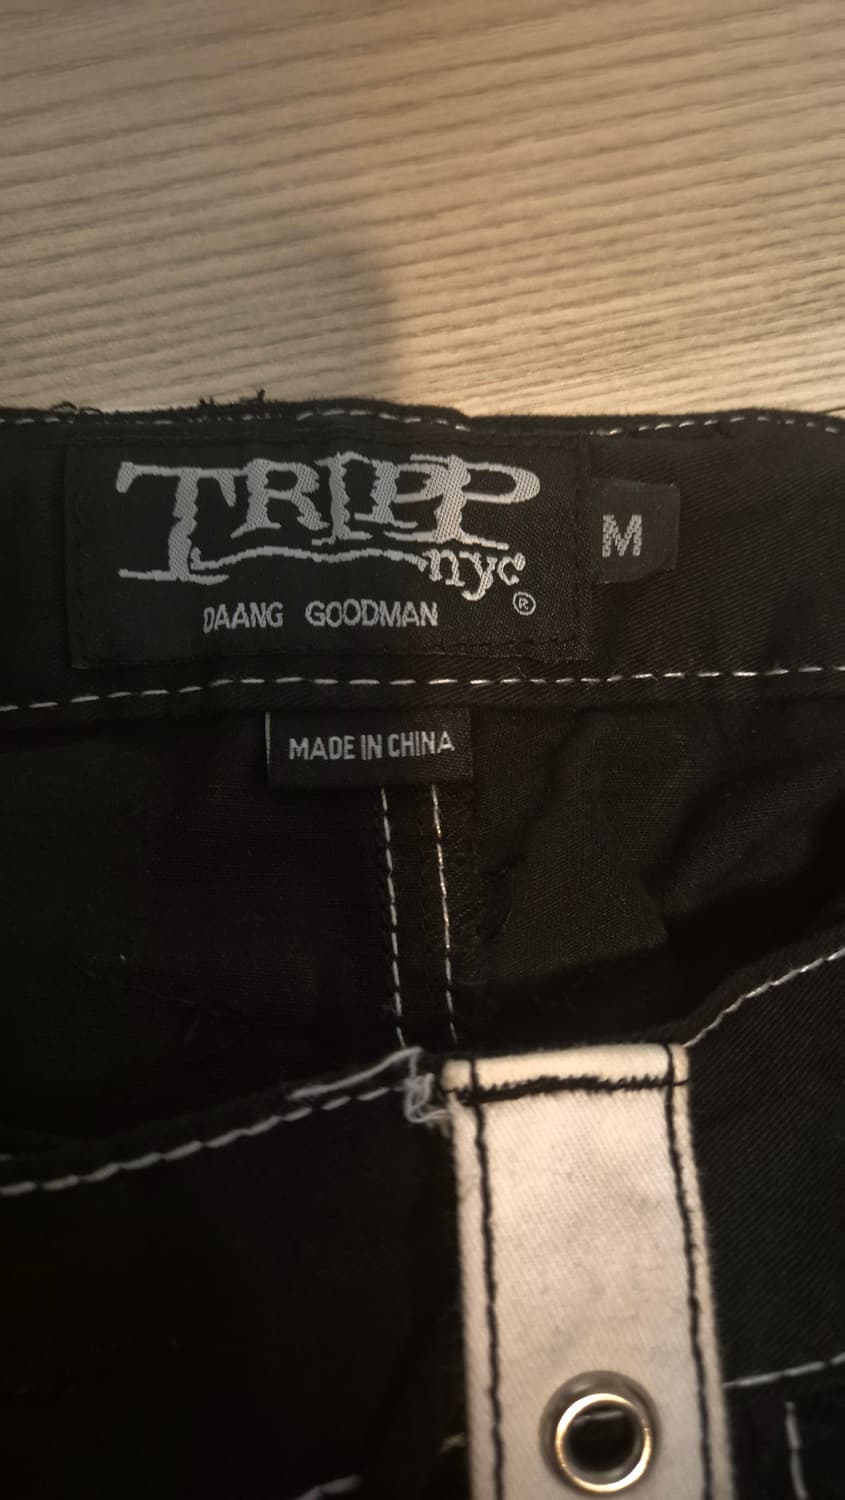 TRIPP
nyc
®
DAANG GOODMAN
M
MADE IN CHINA